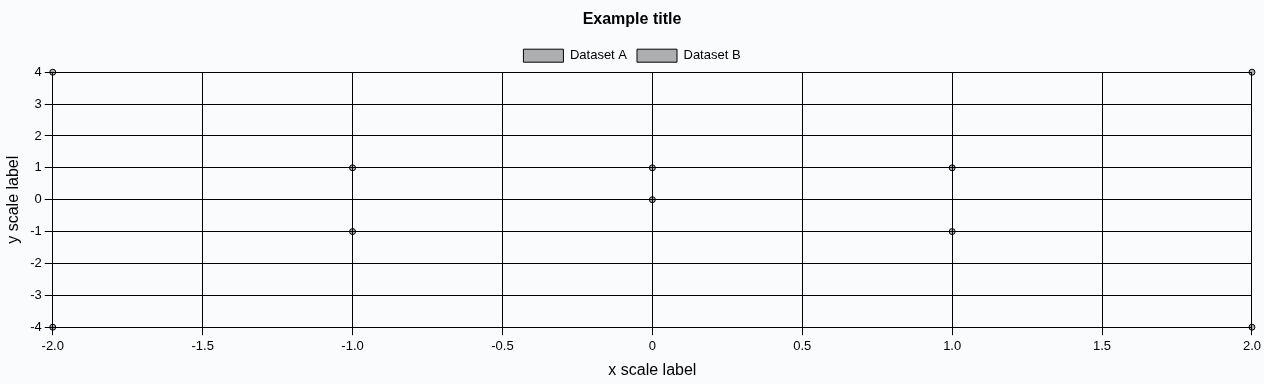 Example title
Dataset A Dataset B
4
3
2
1
0
-1
-2
-3
-4
y scale label
-2.0 -1.5 -1.0 -0.5 0 0.5 1.0 1.5 2.0
x scale label